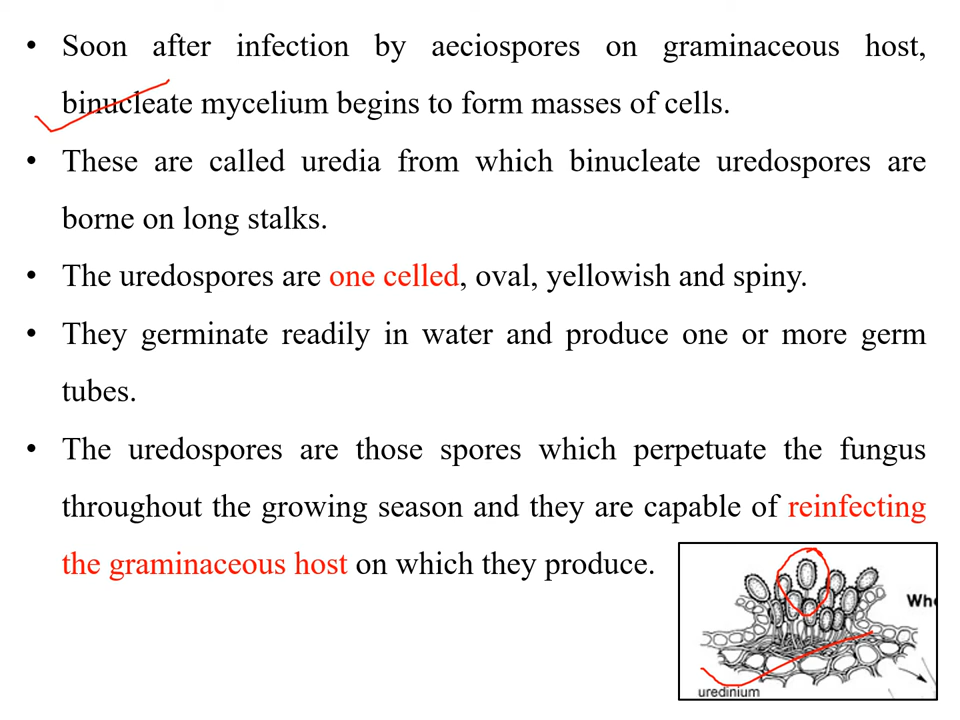 • Soon after infection by aeciospores on graminaceous host,
binucleate mycelium begins to form masses of cells.
• These are called uredia from which binucleate uredospores are
borne on long stalks.
• The uredospores are one celled, oval, yellowish and spiny.
• They germinate readily in water and produce one or more germ
tubes.
• The uredospores are those spores which perpetuate the fungus
throughout the growing season and they are capable of reinfecting
the graminaceous host on which they produce.
uredinium